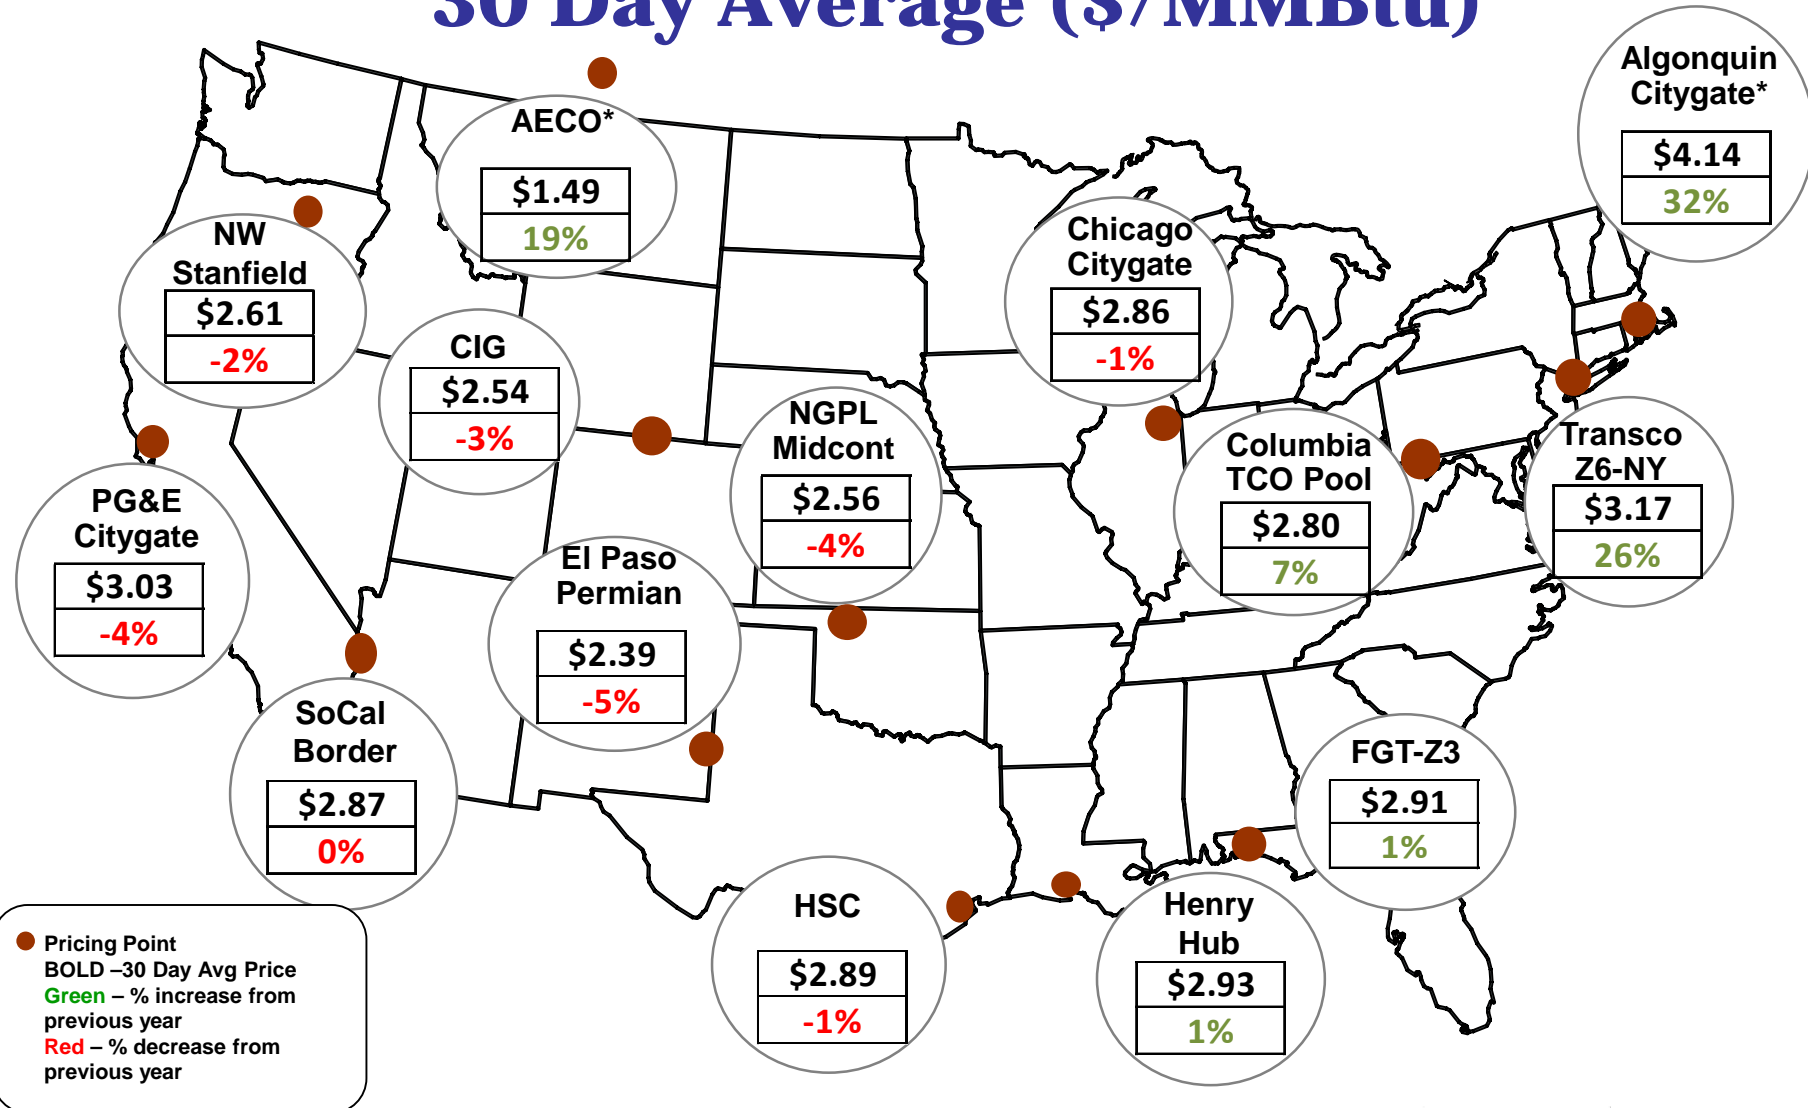 30 Day Average ($/MMBtu)
Algonquin
Citygate*
$4.14
32%
AECO*
$1.49
19%
NW
Stanfield
$2.61
-2%
Chicago
Citygate
$2.86
-1%
CIG
$2.54
-3%
NGPL
Midcont
$2.56
-4%
Columbia
TCO Pool
$2.80
7%
Transco
Z6-NY
$3.17
26%
PG&E
Citygate
$3.03
-4%
El Paso
Permian
$2.39
-5%
SoCal
Border
$2.87
0%
FGT-Z3
$2.91
1%
HSC
$2.89
-1%
Henry
Hub
$2.93
1%
Pricing Point
BOLD –30 Day Avg Price
Green – % increase from
previous year
Red – % decrease from
previous year